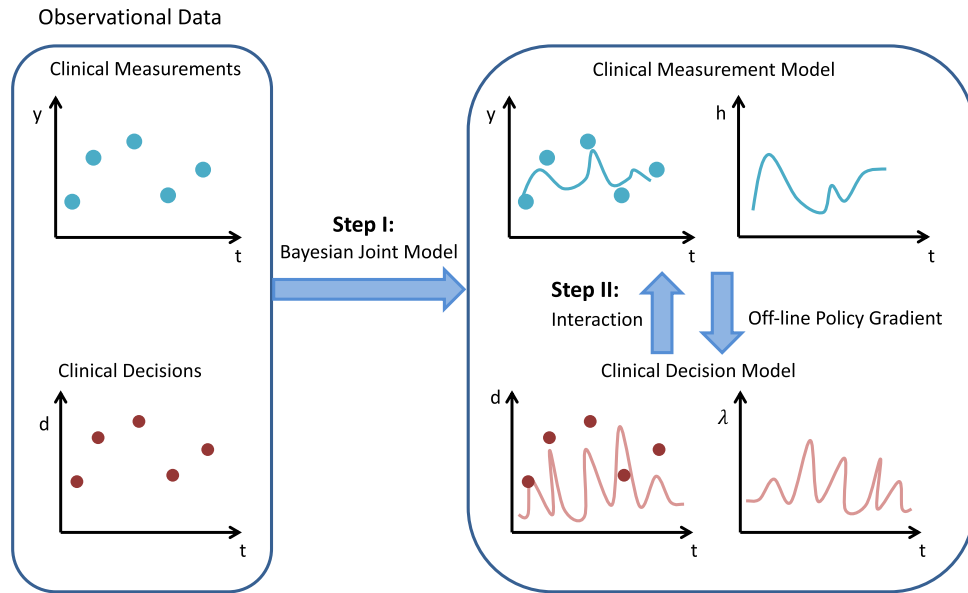 Observational Data
Clinical Measurements
y
t
Clinical Decisions
d
t
Step I:
Bayesian Joint Model
Clinical Measurement Model
y
t
h
t
Step II:
Interaction
Off-line Policy Gradient
Clinical Decision Model
d
t
λ
t